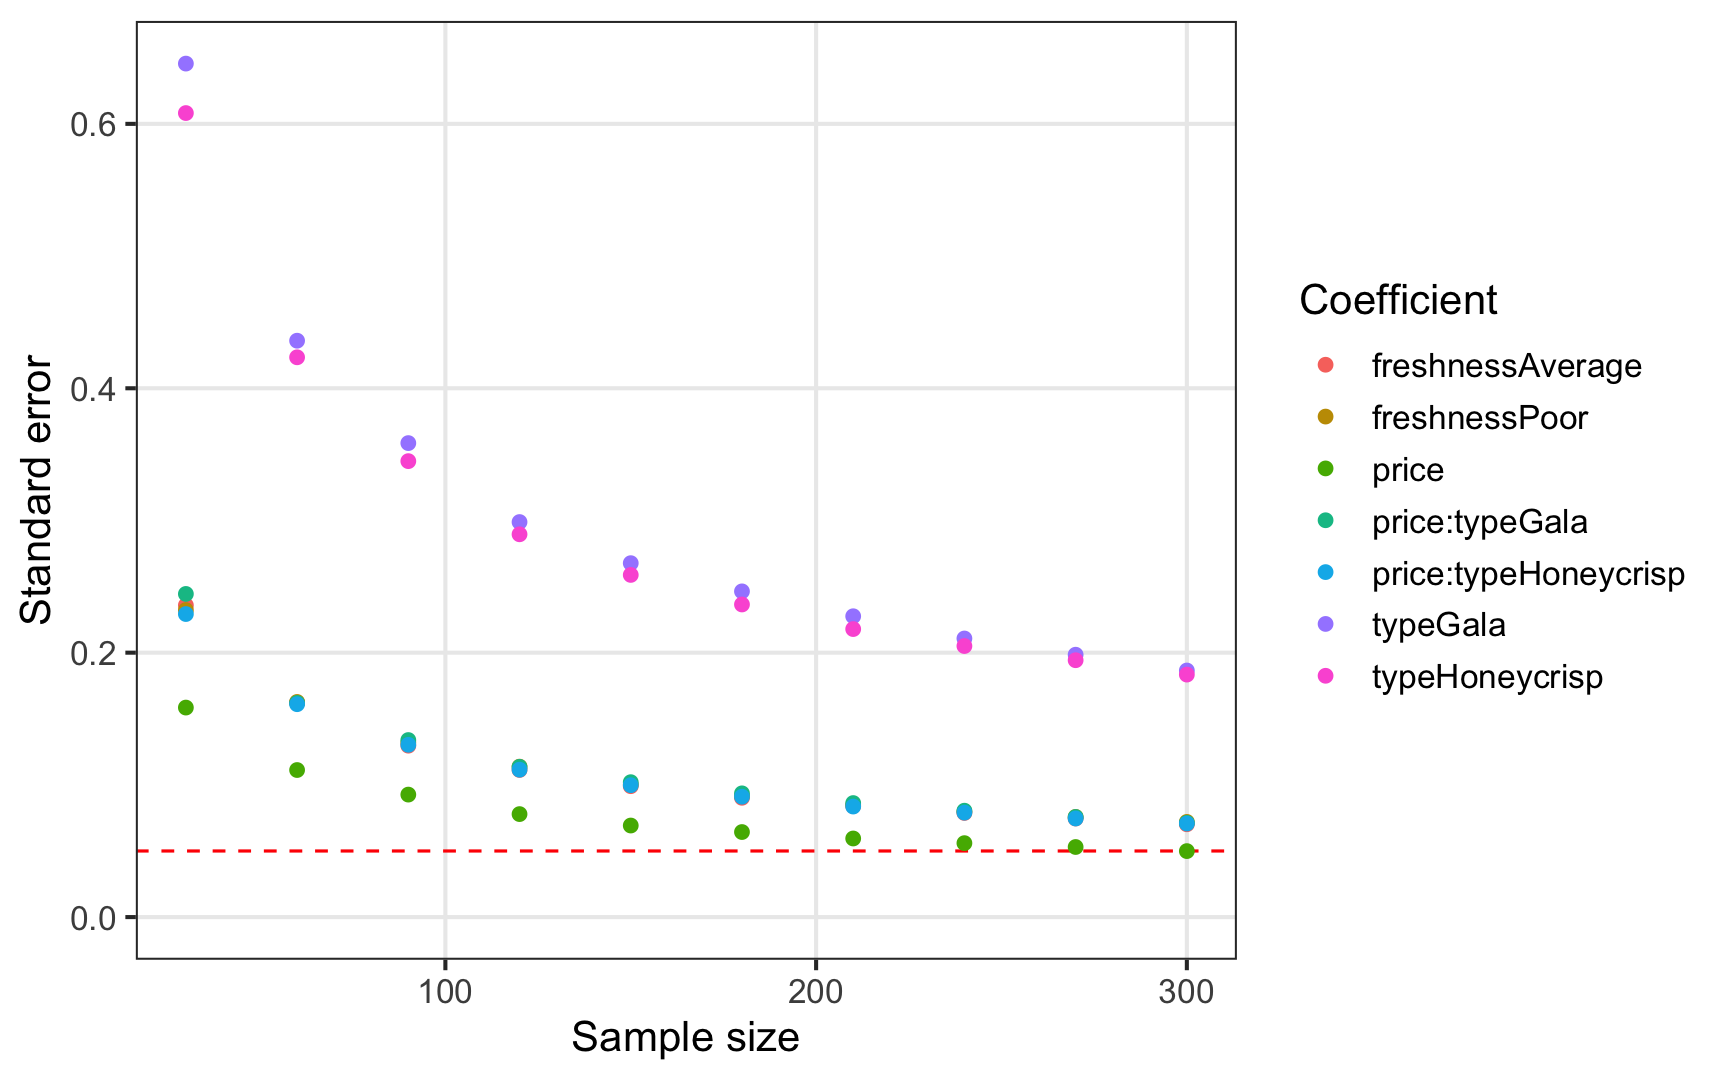 0.6
0.4
0.2
0.0
Standard error
100
200
300
Sample size
Coefficient
freshnessAverage
freshnessPoor
price
price:typeGala
price:typeHoneycrisp
typeGala
typeHoneycrisp